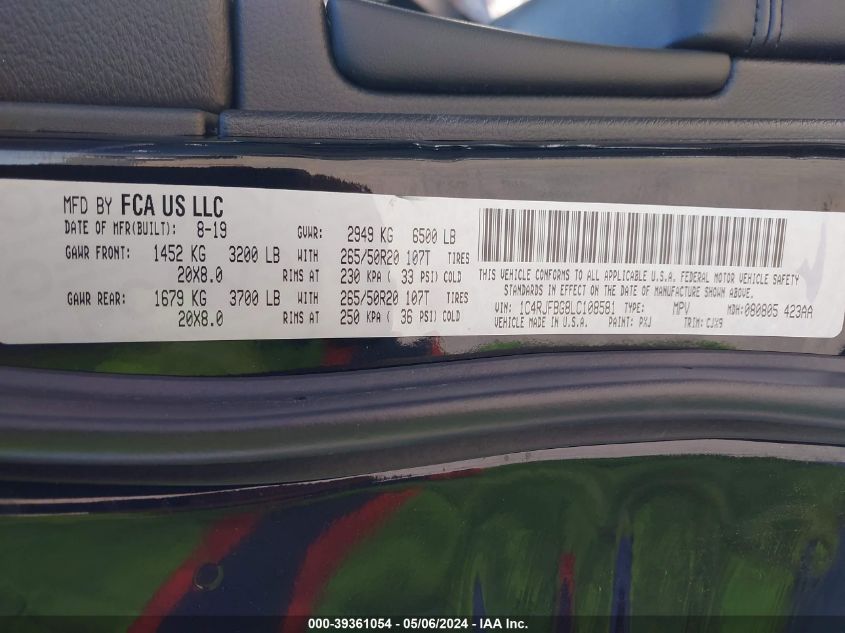 MFD BY FCA US LLC
DATE OF MFR(BUILT): 8-19 GVWR: 2949 KG 6500 LB
GAWR FRONT: 1452 KG 3200 LB WITH 265/50R20 107T TIRES
20X8.0 RIMS AT 230 KPA ( 33 PSI) COLD
GAWR REAR: 1679 KG 3700 LB WITH 265/50R20 107T TIRES
20X8.0 RIMS AT 250 KPA ( 36 PSI) COLD
THIS VEHICLE CONFORMS TO ALL APPLICABLE U.S.A. FEDERAL MOTOR VEHICLE SAFETY
STANDARDS IN EFFECT ON THE DATE OF MANUFACTURE SHOWN ABOVE.
VIN: 1C4RJFBG8LC108581 TYPE: MPV MDH: 080805 423AA
VEHICLE MADE IN U.S.A. PAINT: PXJ TRIM: CJX9
000-39361054 - 05/06/2024 - IAA Inc.